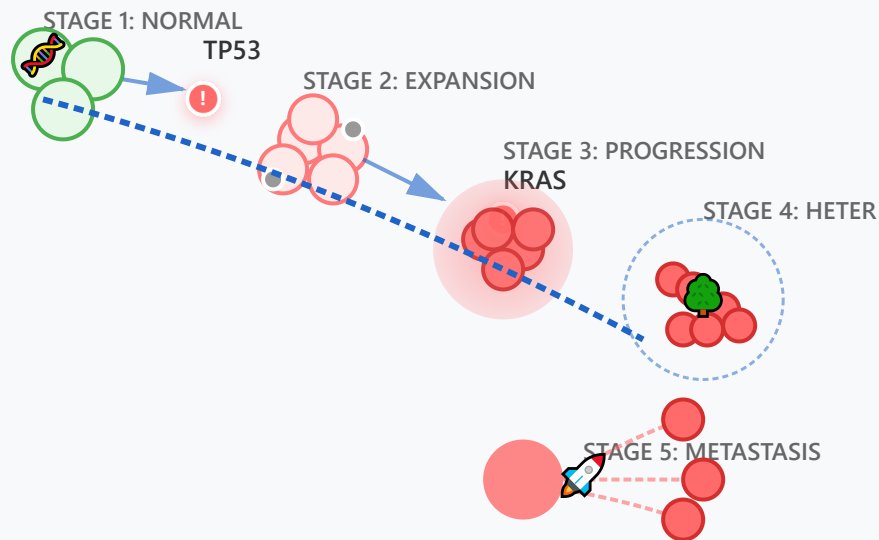 STAGE 1: NORMAL
TP53
!
STAGE 2: EXPANSION
STAGE 3: PROGRESSION
KRAS
STAGE 4: HETER
STAGE 5: METASTASIS